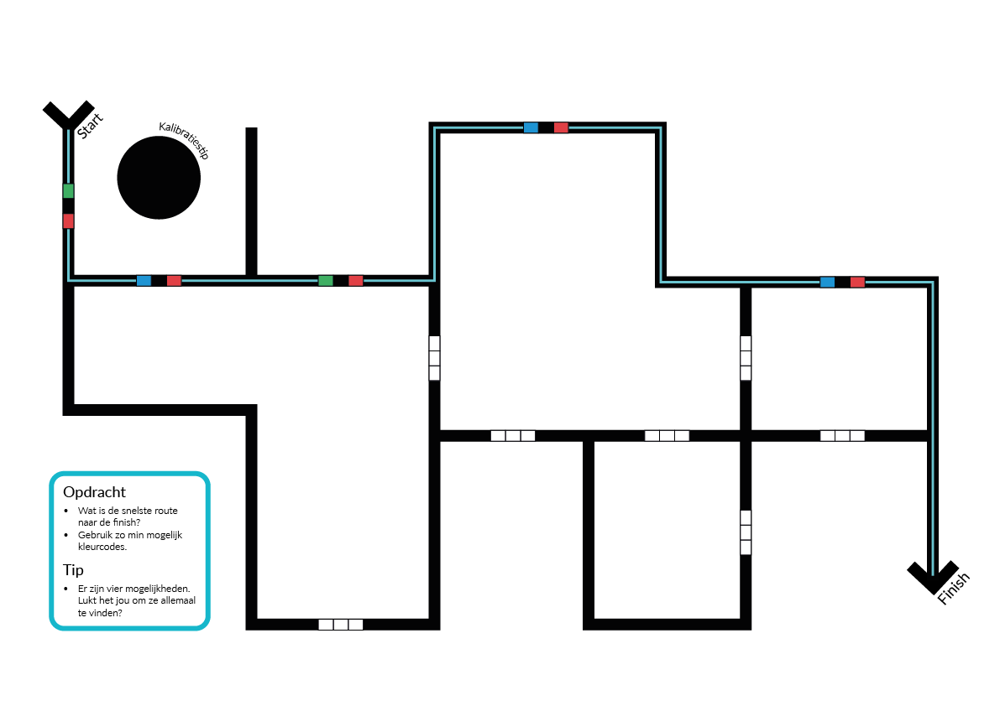 Start
Kalibratiestip
Opdracht
• Wat is de snelste route
naar de finish?
• Gebruik zo min mogelijk
kleurcodes.
Tip
• Er zijn vier mogelijkheden.
Lukt het jou om ze allemaal
te vinden?
Finish